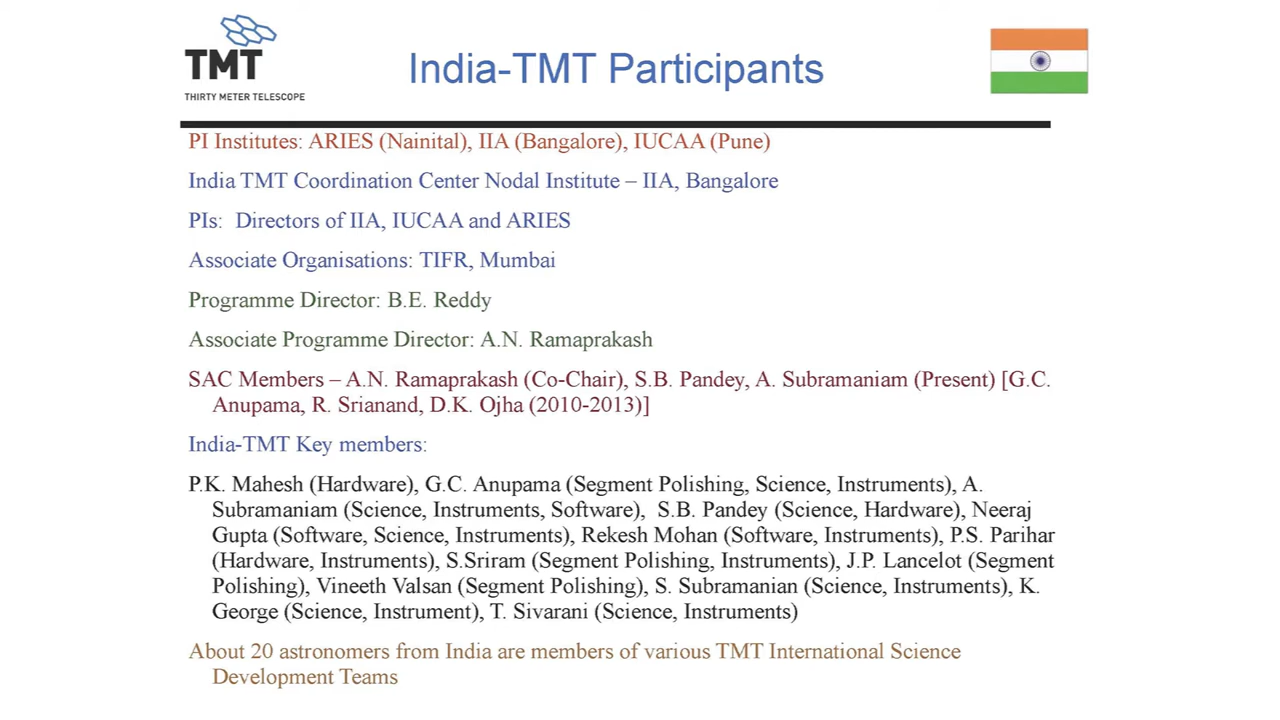 TMT
THIRTY METER TELESCOPE
India-TMT Participants
PI Institutes: ARIES (Nainital), IIA (Bangalore), IUCAA (Pune)
India TMT Coordination Center Nodal Institute – IIA, Bangalore
PIs:  Directors of IIA, IUCAA and ARIES
Associate Organisations: TIFR, Mumbai
Programme Director: B.E. Reddy
Associate Programme Director: A.N. Ramaprakash
SAC Members – A.N. Ramaprakash (Co-Chair), S.B. Pandey, A. Subramaniam (Present) [G.C.
Anupama, R. Srianand, D.K. Ojha (2010-2013)]
India-TMT Key members:
P.K. Mahesh (Hardware), G.C. Anupama (Segment Polishing, Science, Instruments), A.
Subramaniam (Science, Instruments, Software),  S.B. Pandey (Science, Hardware), Neeraj
Gupta (Software, Science, Instruments), Rekesh Mohan (Software, Instruments), P.S. Parihar
(Hardware, Instruments), S.Sriram (Segment Polishing, Instruments), J.P. Lancelot (Segment
Polishing), Vineeth Valsan (Segment Polishing), S. Subramanian (Science, Instruments), K.
George (Science, Instrument), T. Sivarani (Science, Instruments)
About 20 astronomers from India are members of various TMT International Science
Development Teams